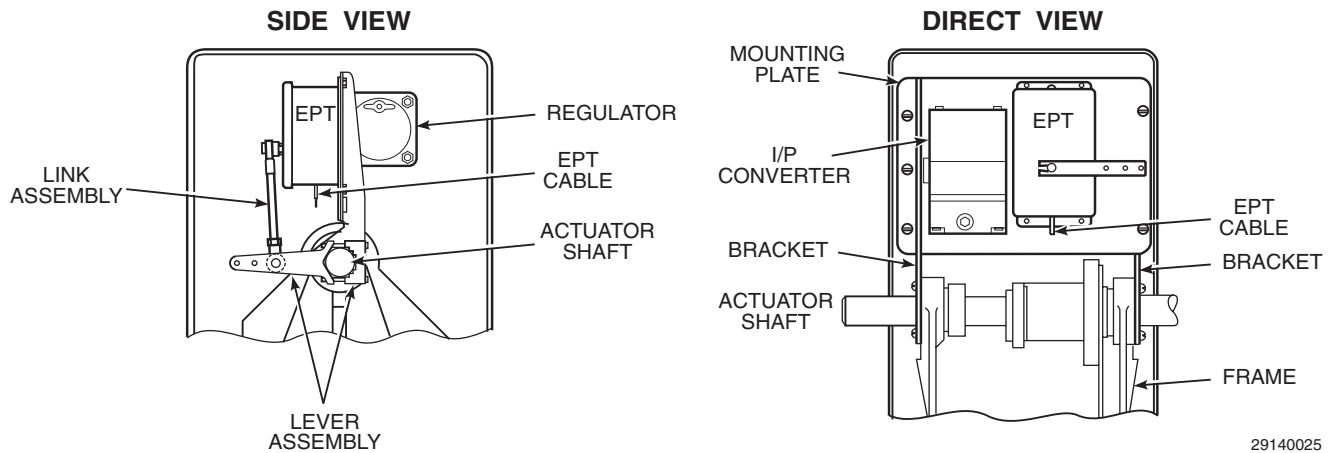 SIDE VIEW
EPT
REGULATOR
EPT
CABLE
LINK
ASSEMBLY
ACTUATOR
SHAFT
LEVER
ASSEMBLY
DIRECT VIEW
MOUNTING
PLATE
EPT
I/P
CONVERTER
EPT
CABLE
BRACKET
BRACKET
ACTUATOR
SHAFT
FRAME
29140025